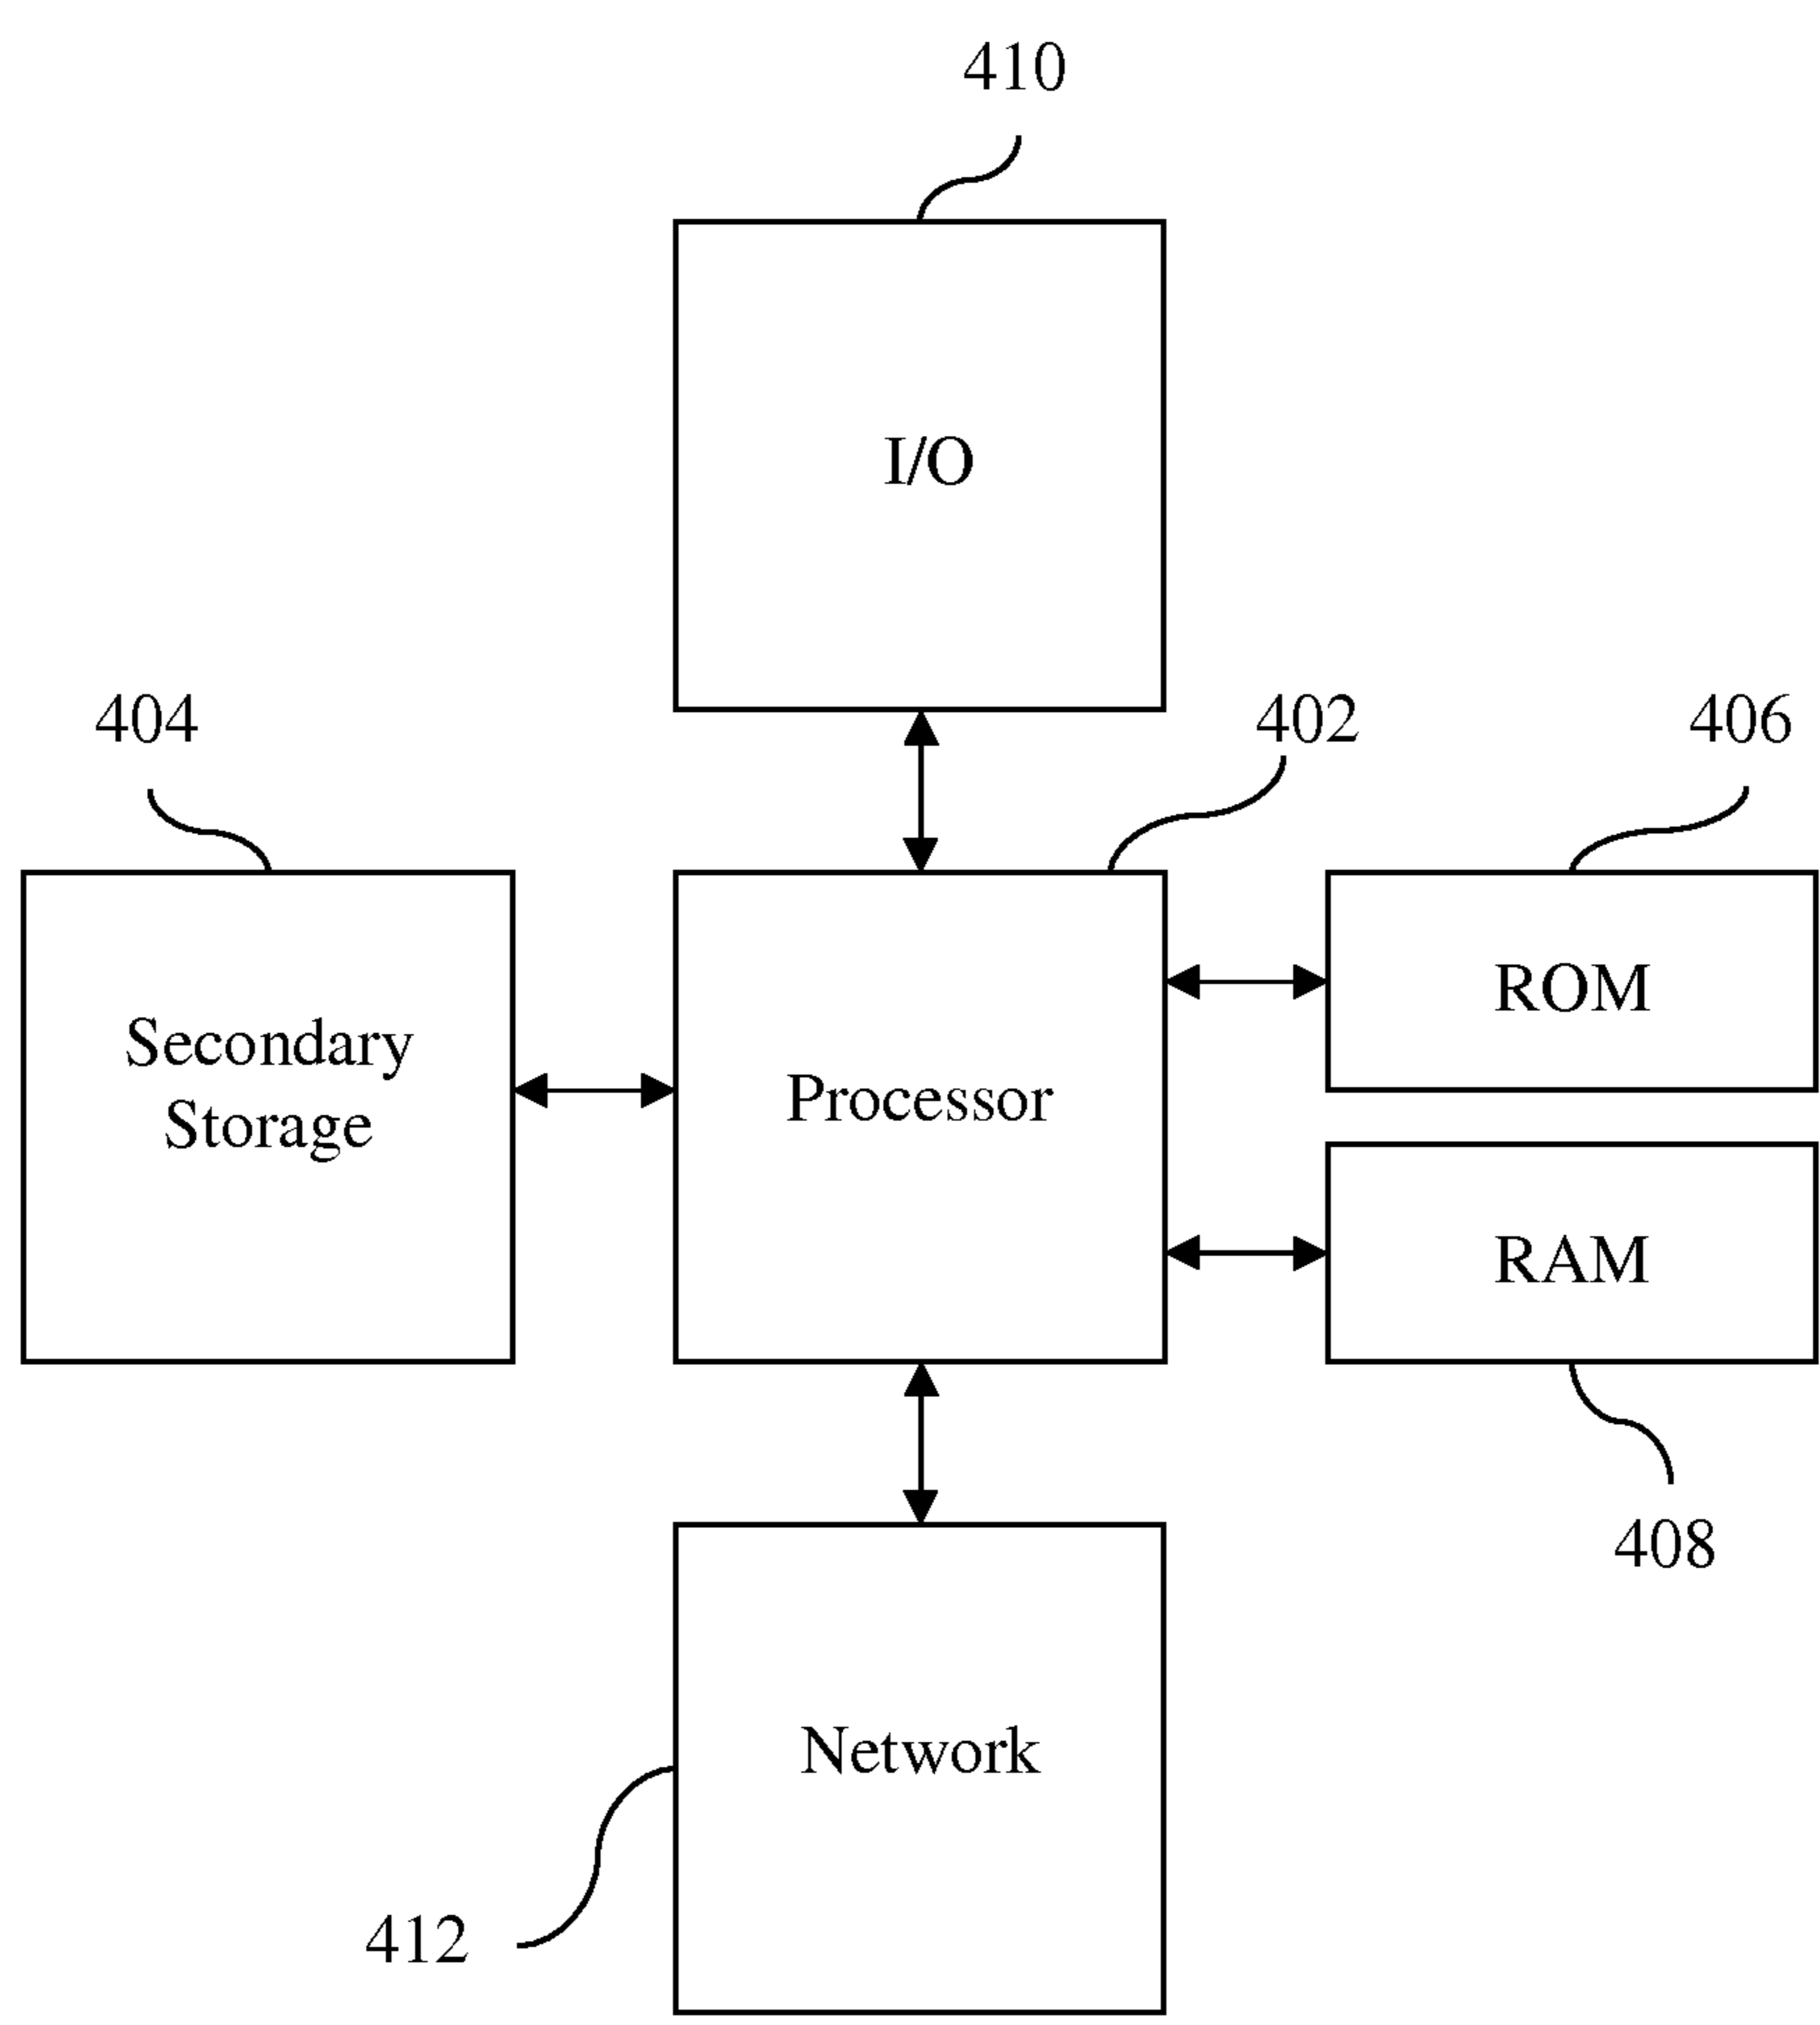 410
I/O
404
402
406
Secondary
Storage
Processor
ROM
RAM
408
Network
412